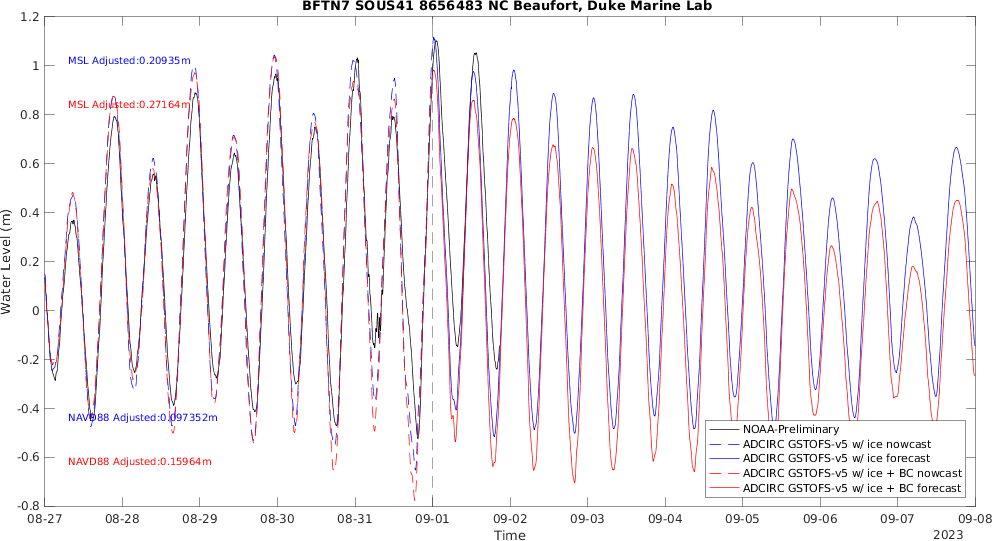 BFTN7 SOUS41 8656483 NC Beaufort, Duke Marine Lab
1.2
1
0.8
0.6
0.4
0.2
0
-0.2
-0.4
-0.6
-0.8
Water Level (m)
MSL Adjusted:0.20935m
MSL Adjusted:0.27164m
NAVD88 Adjusted:0.097352m
NAVD88 Adjusted:0.15964m
NOAA-Preliminary
ADCIRC GSTOFS-v5 w/ ice nowcast
ADCIRC GSTOFS-v5 w/ ice forecast
ADCIRC GSTOFS-v5 w/ ice + BC nowcast
ADCIRC GSTOFS-v5 w/ ice + BC forecast
08-27 08-28 08-29 08-30 08-31 09-01 09-02 09-03 09-04 09-05 09-06 09-07 09-08
Time
2023